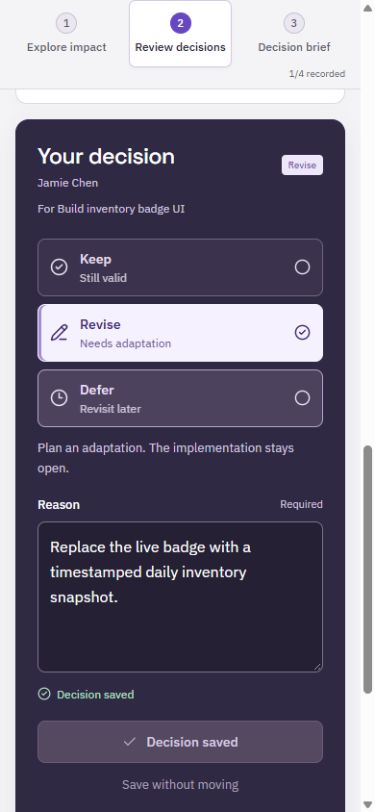 1
Explore impact
2
Review decisions
3
Decision brief
1/4 recorded
Your decision
Revise
Jamie Chen
For Build inventory badge UI
Keep
Still valid
Revise
Needs adaptation
Defer
Revisit later
Plan an adaptation. The implementation stays
open.
Reason
Required
Replace the live badge with a
timestamped daily inventory
snapshot.
Decision saved
Decision saved
Save without moving